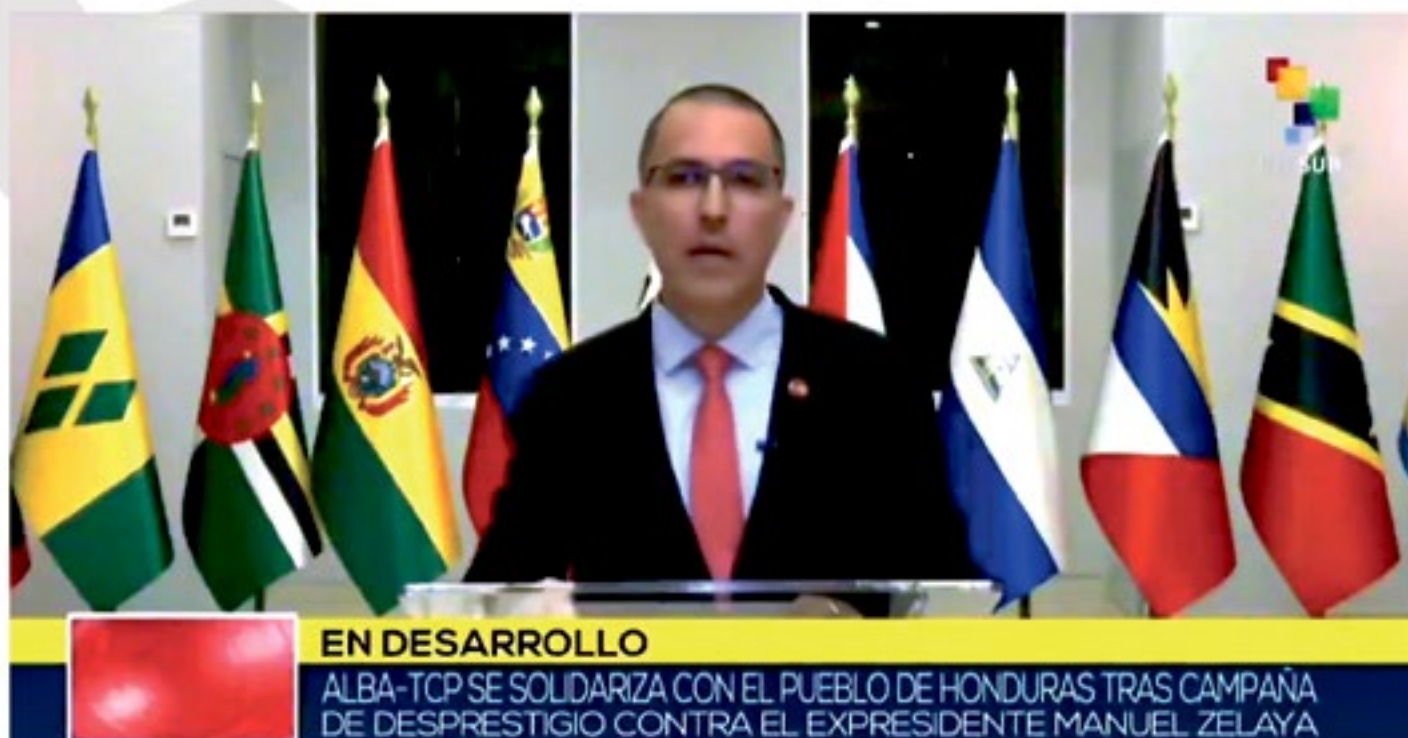 SUR
EN DESARROLLO
ALBA-TCP SE SOLIDARIZA CON EL PUEBLO DE HONDURAS TRAS CAMPAÑA
DE DESPRESTIGIO CONTRA EL EXPRESIDENTE MANUEL ZELAYA